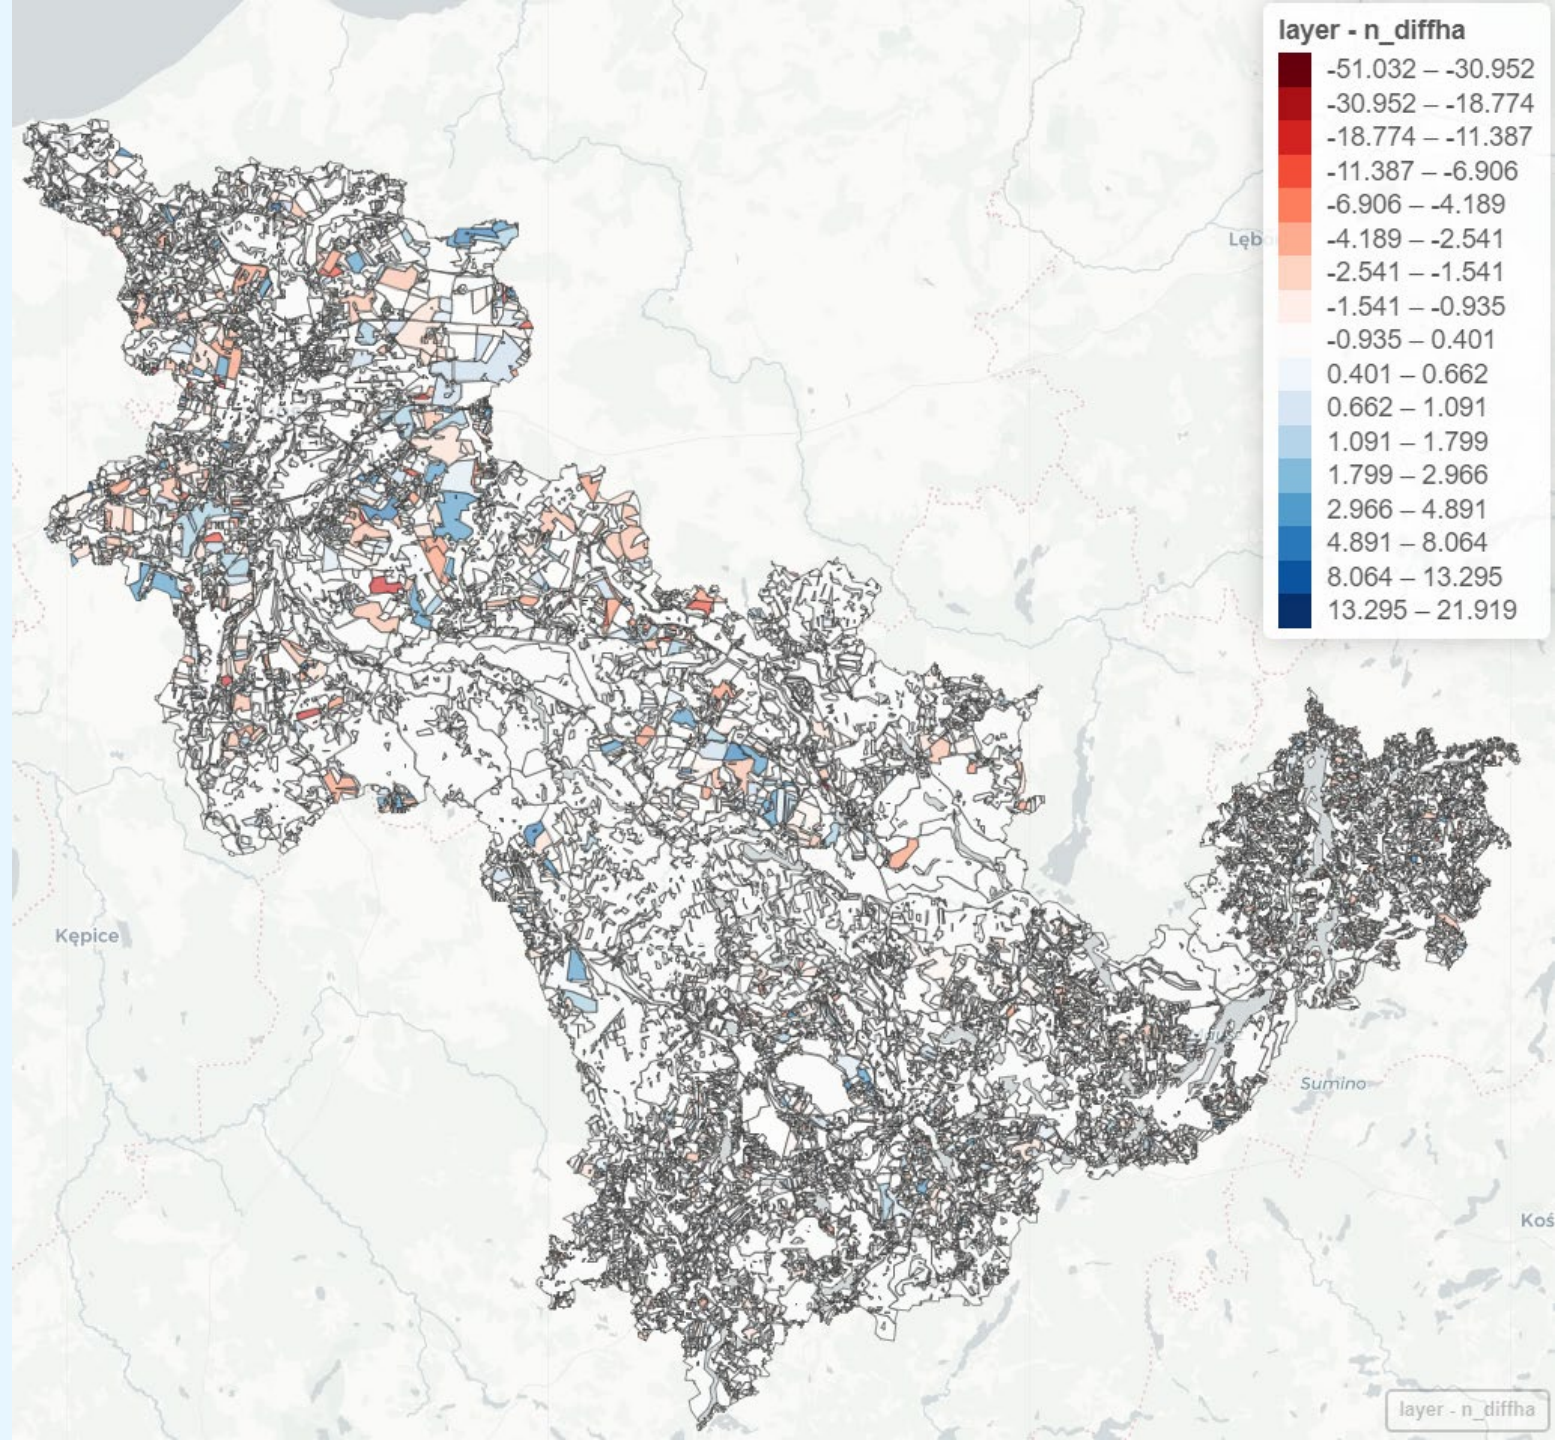 layer - n_diffha
-51.032 – -30.952
-30.952 – -18.774
-18.774 – -11.387
-11.387 – -6.906
-6.906 – -4.189
-4.189 – -2.541
-2.541 – -1.541
-1.541 – -0.935
-0.935 – 0.401
0.401 – 0.662
0.662 – 1.091
1.091 – 1.799
1.799 – 2.966
2.966 – 4.891
4.891 – 8.064
8.064 – 13.295
13.295 – 21.919
Lębo
Kępice
Sumino
Koś
layer - n_diffha